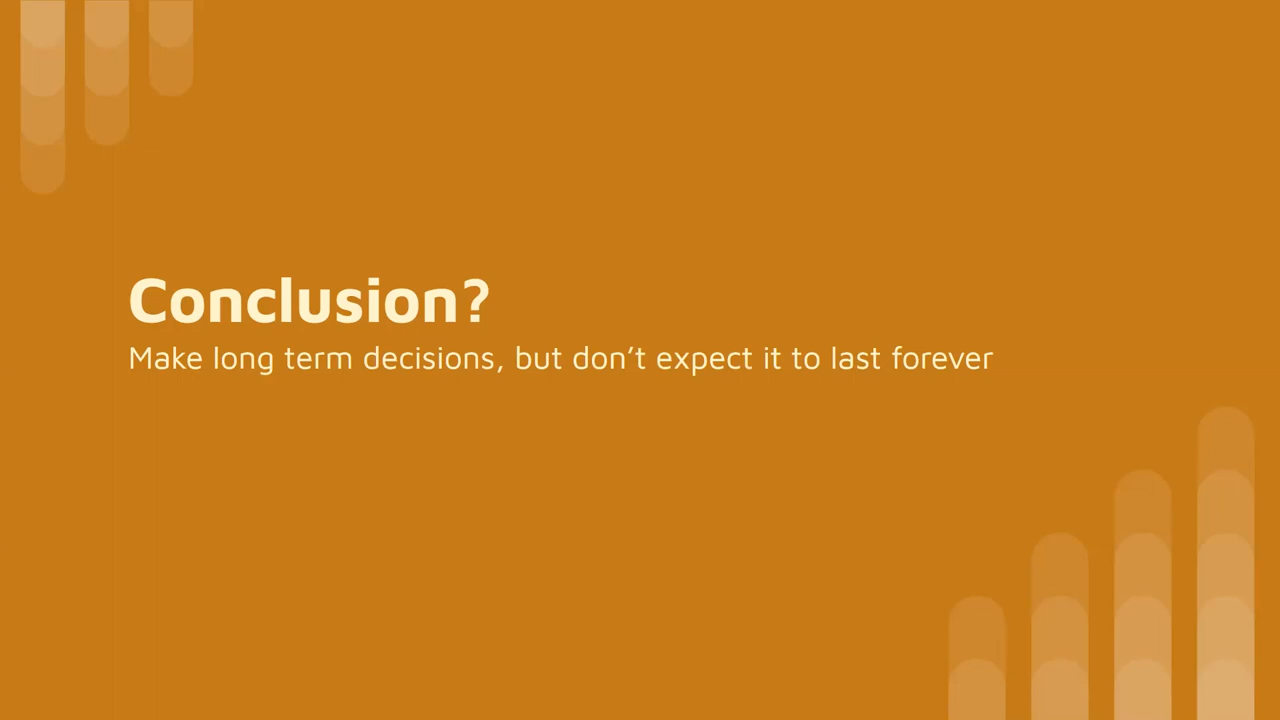 Conclusion?
Make long term decisions, but don’t expect it to last forever